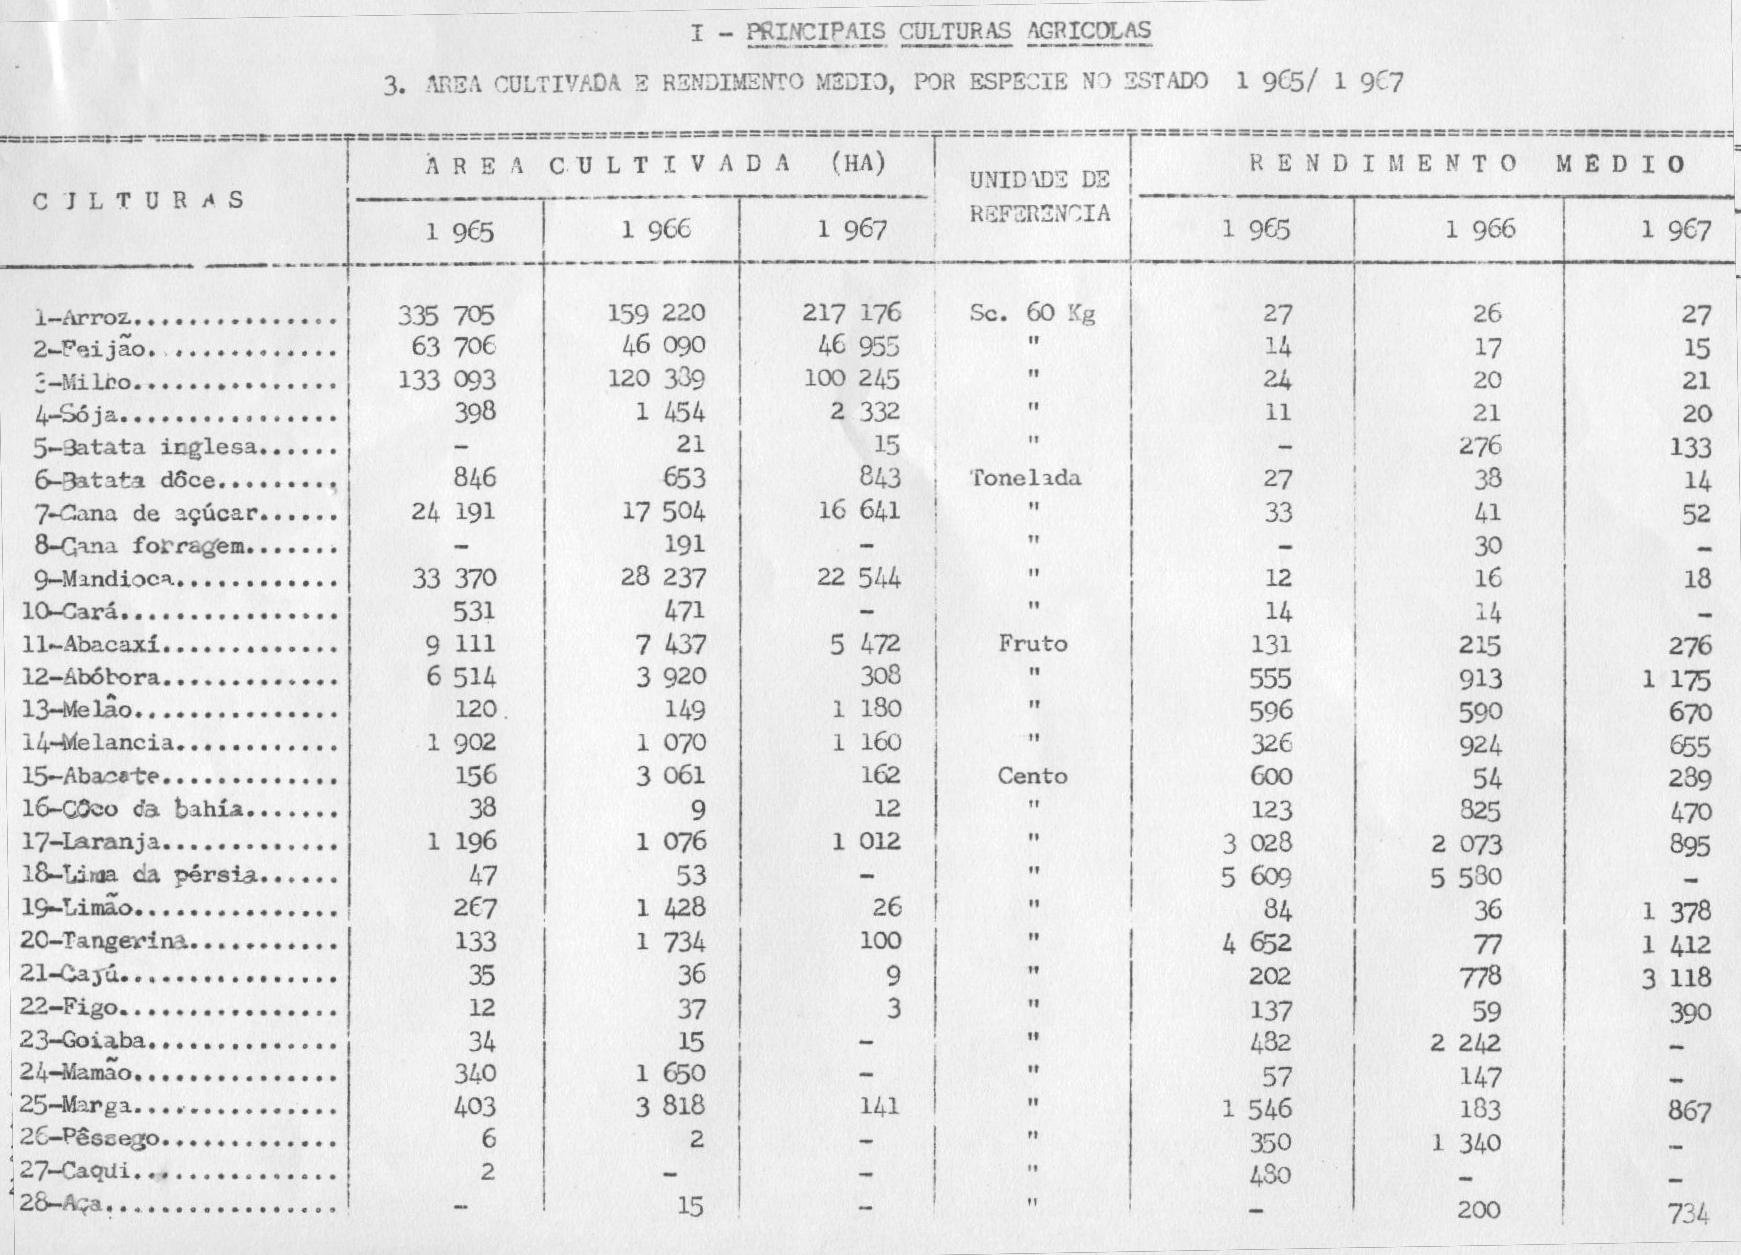 I - PRINCIPAIS CULTURAS AGRICOLAS
3. AREA CULTIVADA E RENDIMENTO MEDIO, POR ESPECIE NO ESTADO 1 965/ 1 967
CULTURAS ÁREA CULTIVADA (HA) UNIDADE DE REFERENCIA RENDIMENTO MÉDIO
1 965 1 966 1 967 1 965 1 966 1 967
1-Arroz............... 335 705 159 220 217 176 Sc. 60 Kg 27 26 27
2-Feijão.............. 63 706 46 090 46 955 " 14 17 15
3-Milho............... 133 093 120 389 100 245 " 24 20 21
4-Sója................ 398 1 454 2 332 " 11 21 20
5-Batata inglesa...... - 21 15 " - 276 133
6-Batata dôce......... 846 653 843 Tonelada 27 38 14
7-Cana de açúcar...... 24 191 17 504 16 641 " 33 41 52
8-Cana forragem....... - 191 - " - 30 -
9-Mandioca............ 33 370 28 237 22 544 " 12 16 18
10-Cará................ 531 471 - " 14 14 -
11-Abacaxí............. 9 111 7 437 5 472 Fruto 131 215 276
12-Abóbora............. 6 514 3 920 308 " 555 913 1 175
13-Melão............... 120 149 1 180 " 596 590 670
14-Melancia............ 1 902 1 070 1 160 " 326 924 655
15-Abacate............. 156 3 061 162 Cento 600 54 289
16-Côco da bahía....... 38 9 12 " 123 825 470
17-Laranja............. 1 196 1 076 1 012 " 3 028 2 073 895
18-Lima da pérsia...... 47 53 - " 5 609 5 580 -
19-Limão............... 267 1 428 26 " 84 36 1 378
20-Tangerina........... 133 1 734 100 " 4 652 77 1 412
21-Cajú................ 35 36 9 " 202 778 3 118
22-Figo................ 12 37 3 " 137 59 390
23-Goiaba.............. 34 15 - " 482 2 242 -
24-Mamão............... 340 1 650 - " 57 147 -
25-Marga............... 403 3 818 141 " 1 546 183 867
26-Pêssego............. 6 2 - " 350 1 340 -
27-Caqui............... 2 - - " 480 - -
28-Aça................. - 15 - " - 200 734